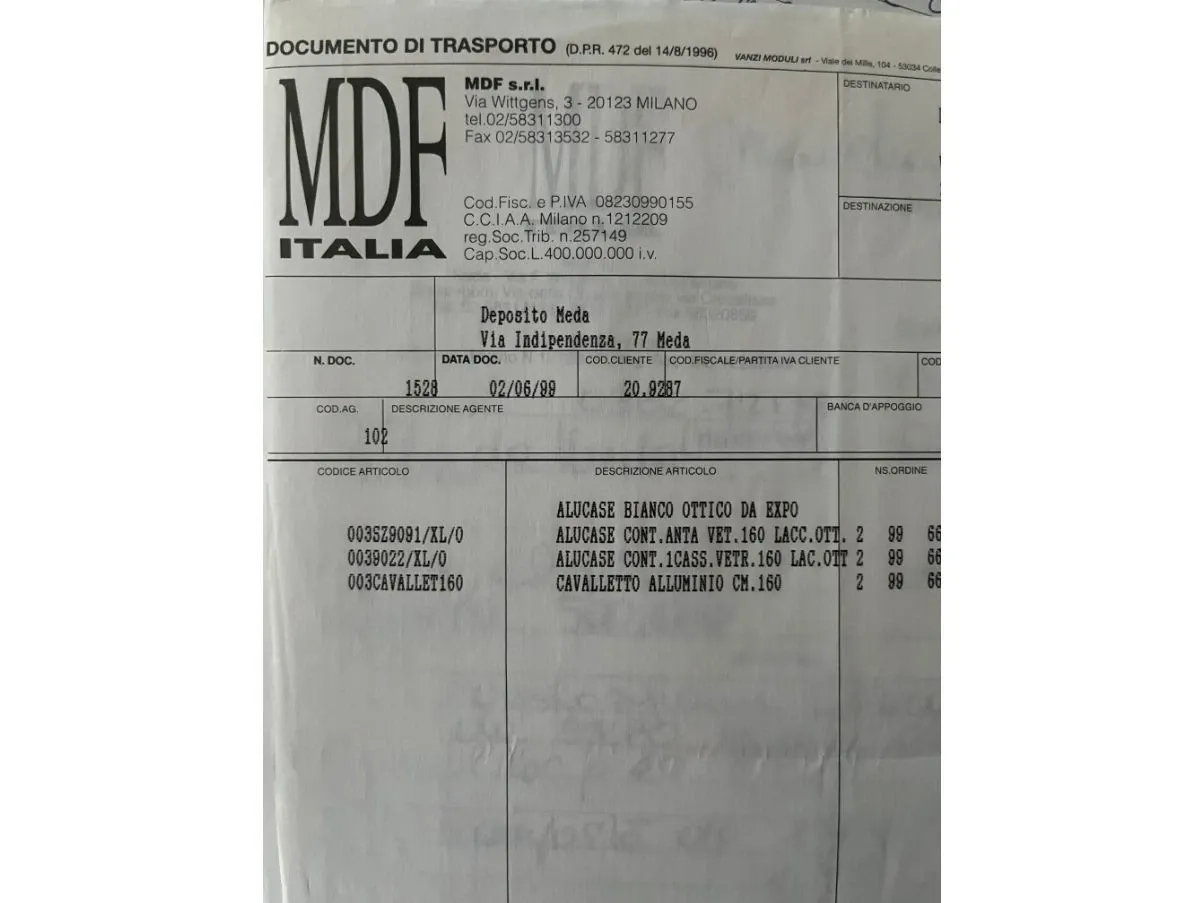 DOCUMENTO DI TRASPORTO (D.P.R. 472 del 14/8/1996)
VANZI MODULI srl - Viale dei Mille, 104 - 53034 Colle
MDF
ITALIA
MDF s.r.l.
Via Wittgens, 3 - 20123 MILANO
tel.02/58311300
Fax 02/58313532 - 58311277
Cod.Fisc. e P.IVA 08230990155
C.C.I.A.A. Milano n.1212209
reg.Soc.Trib. n.257149
Cap.Soc.L.400.000.000 i.v.
DESTINATARIO
DESTINAZIONE
Deposito Meda
Via Indipendenza, 77 Meda
N. DOC. DATA DOC. COD.CLIENTE COD.FISCALE/PARTITA IVA CLIENTE COD
1528 02/06/99 20.9287
COD.AG. DESCRIZIONE AGENTE BANCA D'APPOGGIO
102
CODICE ARTICOLO DESCRIZIONE ARTICOLO NS.ORDINE
ALUCASE BIANCO OTTICO DA EXPO
003SZ9091/XL/0 ALUCASE CONT.ANTA VET.160 LACC.OTT. 2 99 66
0039022/XL/0 ALUCASE CONT.1CASS.VETR.160 LAC.OTT 2 99 66
003CAVALLET160 CAVALLETTO ALLUMINIO CM.160 2 99 66